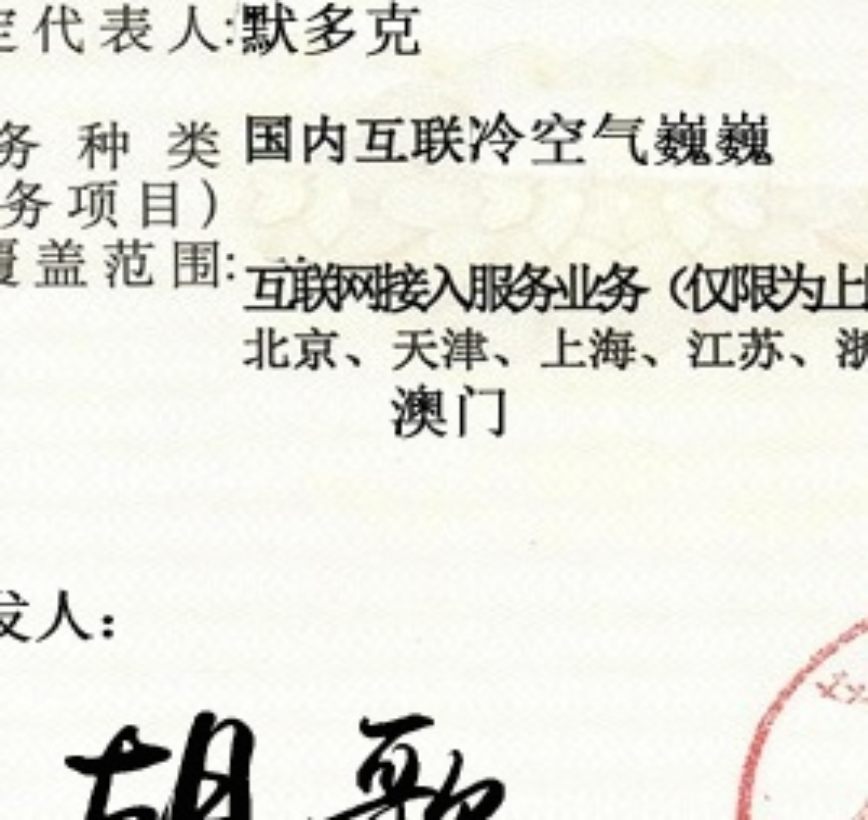 定代表人:默多克
务种类 国内互联冷空气巍巍
务项目)
覆盖范围:
互联网接入服务业务（仅限为上
北京、天津、上海、江苏、浙
澳门
发人：
胡歌